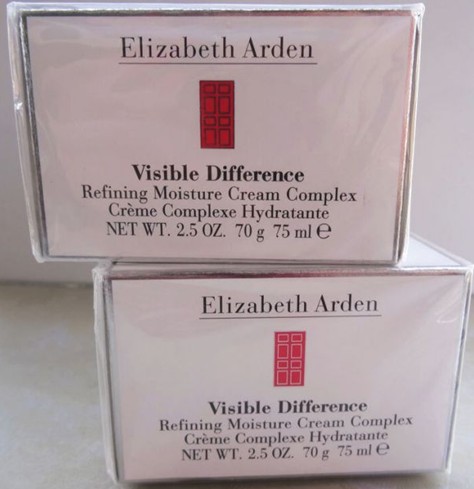 Elizabeth Arden
Visible Difference
Refining Moisture Cream Complex
Crème Complexe Hydratante
NET WT. 2.5 OZ. 70 g 75 ml ℮
Elizabeth Arden
Visible Difference
Refining Moisture Cream Complex
Crème Complexe Hydratante
NET WT. 2.5 OZ. 70 g 75 ml ℮